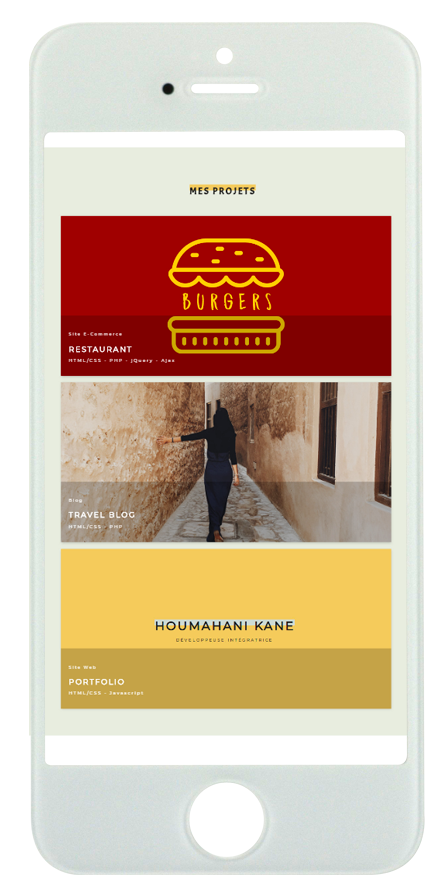 MES PROJETS
BURGERS
Site E-Commerce
RESTAURANT
HTML/CSS - PHP - jQuery - Ajax
Blog
TRAVEL BLOG
HTML/CSS - PHP
HOUMAHANI KANE
DÉVELOPPEUSE INTÉGRATRICE
Site Web
PORTFOLIO
HTML/CSS - Javascript